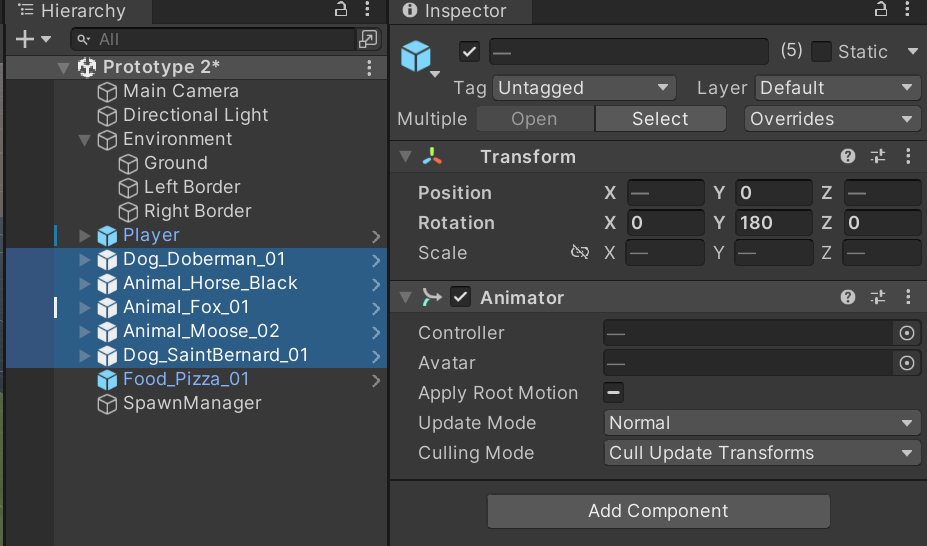 Hierarchy
All
Prototype 2*
Main Camera
Directional Light
Environment
Ground
Left Border
Right Border
Player
Dog_Doberman_01
Animal_Horse_Black
Animal_Fox_01
Animal_Moose_02
Dog_SaintBernard_01
Food_Pizza_01
SpawnManager
Inspector
— (5) Static
Tag Untagged Layer Default
Multiple Open Select Overrides
Transform
Position X — Y 0 Z —
Rotation X 0 Y 180 Z 0
Scale X — Y — Z —
Animator
Controller —
Avatar —
Apply Root Motion
Update Mode Normal
Culling Mode Cull Update Transforms
Add Component